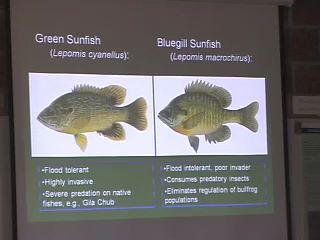 Green Sunfish
(Lepomis cyanellus):
Bluegill Sunfish
(Lepomis macrochirus):
•Flood tolerant
•Highly invasive
•Severe predation on native
fishes, e.g., Gila Chub
•Flood intolerant, poor invader
•Consumes predatory insects
•Eliminates regulation of bullfrog
populations